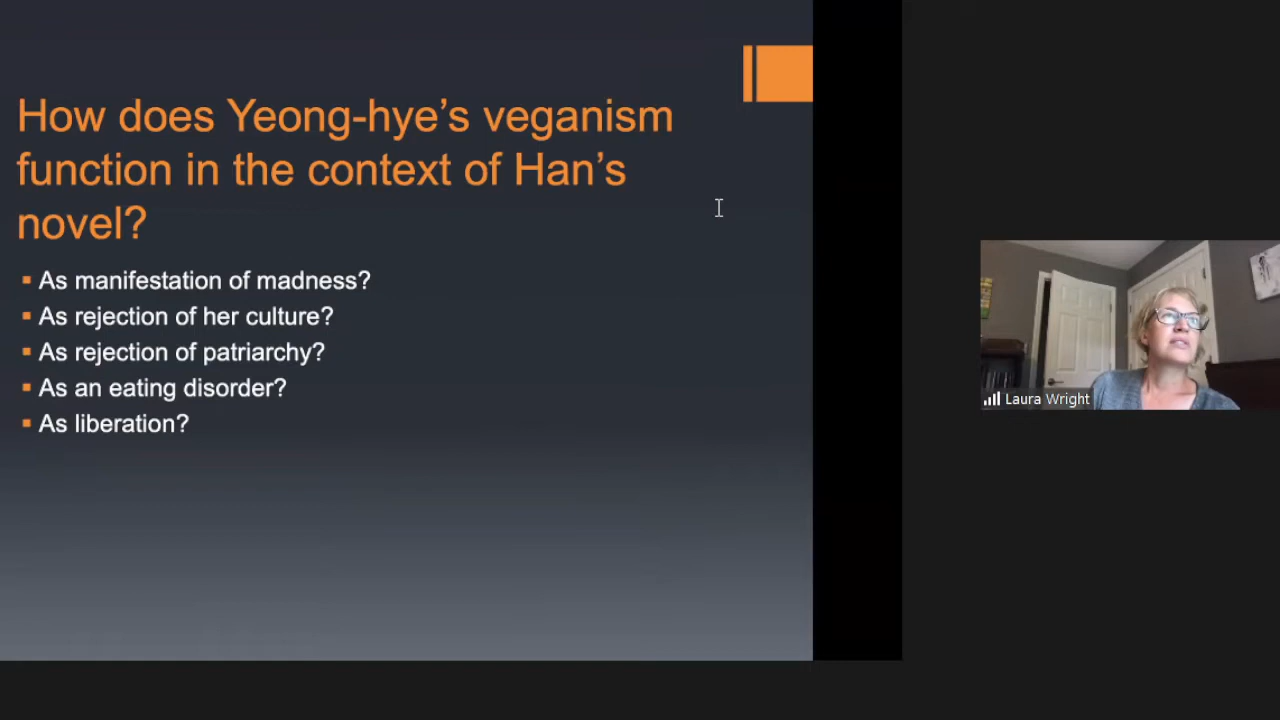 How does Yeong-hye’s veganism
function in the context of Han’s
novel?
As manifestation of madness?
As rejection of her culture?
As rejection of patriarchy?
As an eating disorder?
As liberation?
Laura Wright